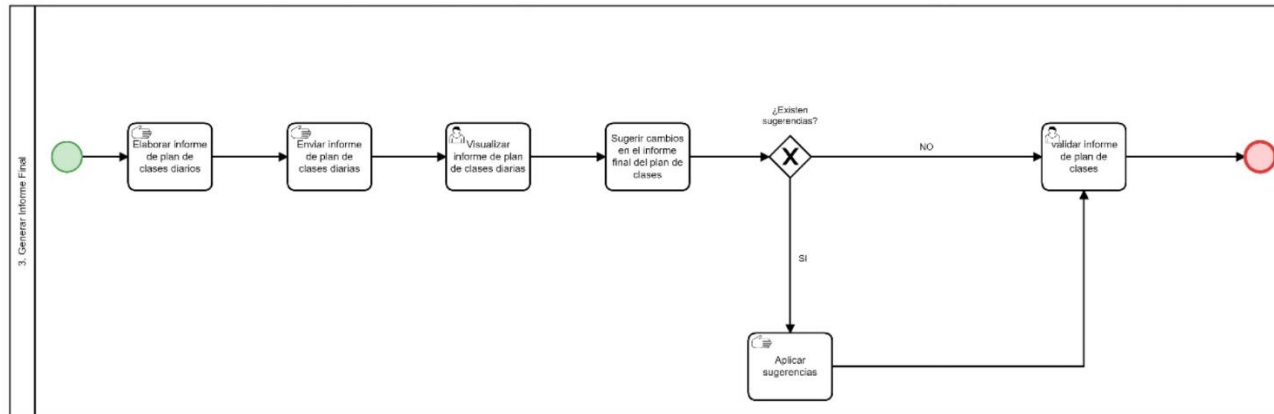 3. Generar Informe Final
Elaborar informe
de plan de
clases diarios
Enviar informe
de plan de
clases diarias
Visualizar
informe de plan
de clases diarias
Sugerir cambios
en el informe
final del plan de
clases
¿Existen
sugerencias?
NO
validar informe
de plan de
clases
SI
Aplicar
sugerencias